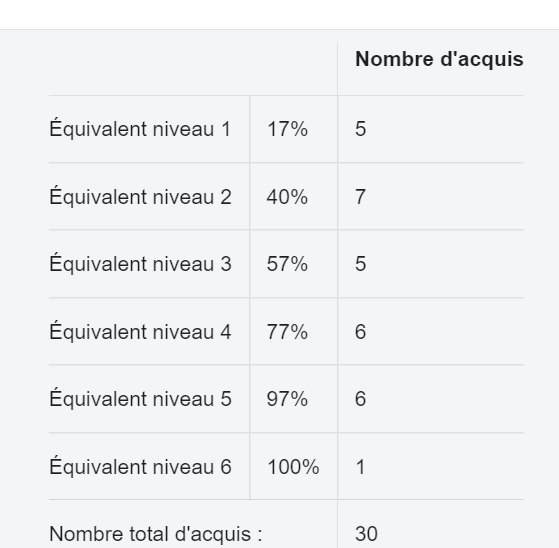 Nombre d'acquis
Équivalent niveau 1 17% 5
Équivalent niveau 2 40% 7
Équivalent niveau 3 57% 5
Équivalent niveau 4 77% 6
Équivalent niveau 5 97% 6
Équivalent niveau 6 100% 1
Nombre total d'acquis : 30